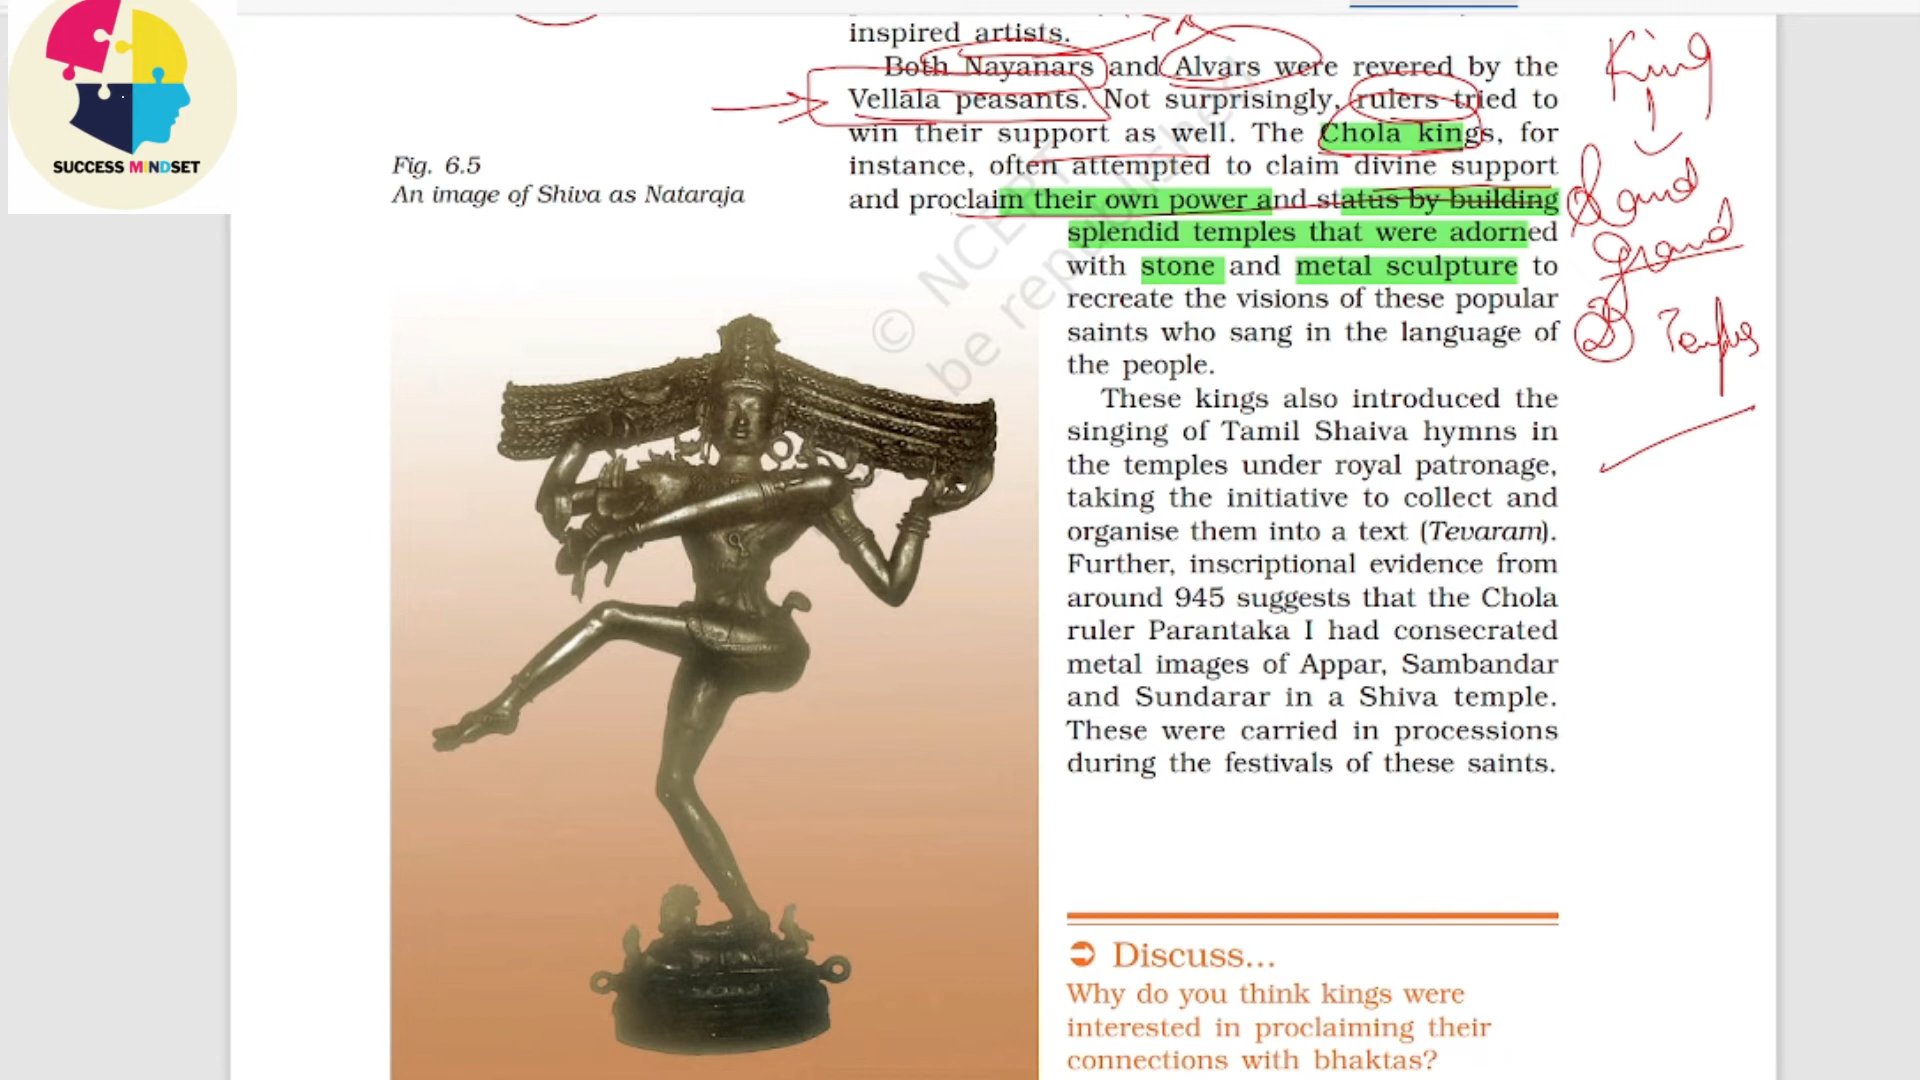 SUCCESS MINDSET
inspired artists.
Both Nayanars and Alvars were revered by the
Vellala peasants. Not surprisingly, rulers tried to
win their support as well. The Chola kings, for
instance, often attempted to claim divine support
and proclaim their own power and status by building
splendid temples that were adorned
with stone and metal sculpture to
recreate the visions of these popular
saints who sang in the language of
the people.
These kings also introduced the
singing of Tamil Shaiva hymns in
the temples under royal patronage,
taking the initiative to collect and
organise them into a text (Tevaram).
Further, inscriptional evidence from
around 945 suggests that the Chola
ruler Parantaka I had consecrated
metal images of Appar, Sambandar
and Sundarar in a Shiva temple.
These were carried in processions
during the festivals of these saints.
Fig. 6.5
An image of Shiva as Nataraja
King
Land
grand
2) Temples
© NCERT
be republished
Discuss...
Why do you think kings were
interested in proclaiming their
connections with bhaktas?